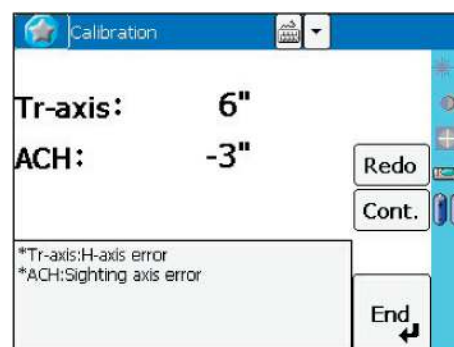 Calibration
Tr-axis: 6"
ACH: -3"
Redo
Cont.
*Tr-axis:H-axis error
*ACH:Sighting axis error
End